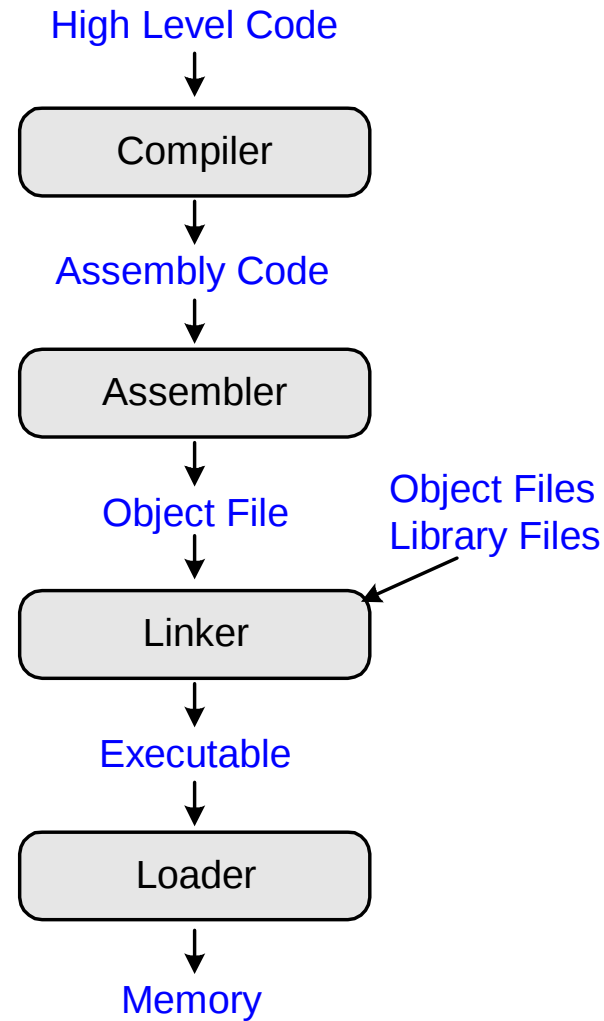 High Level Code
Compiler
Assembly Code
Assembler
Object File
Object Files
Library Files
Linker
Executable
Loader
Memory